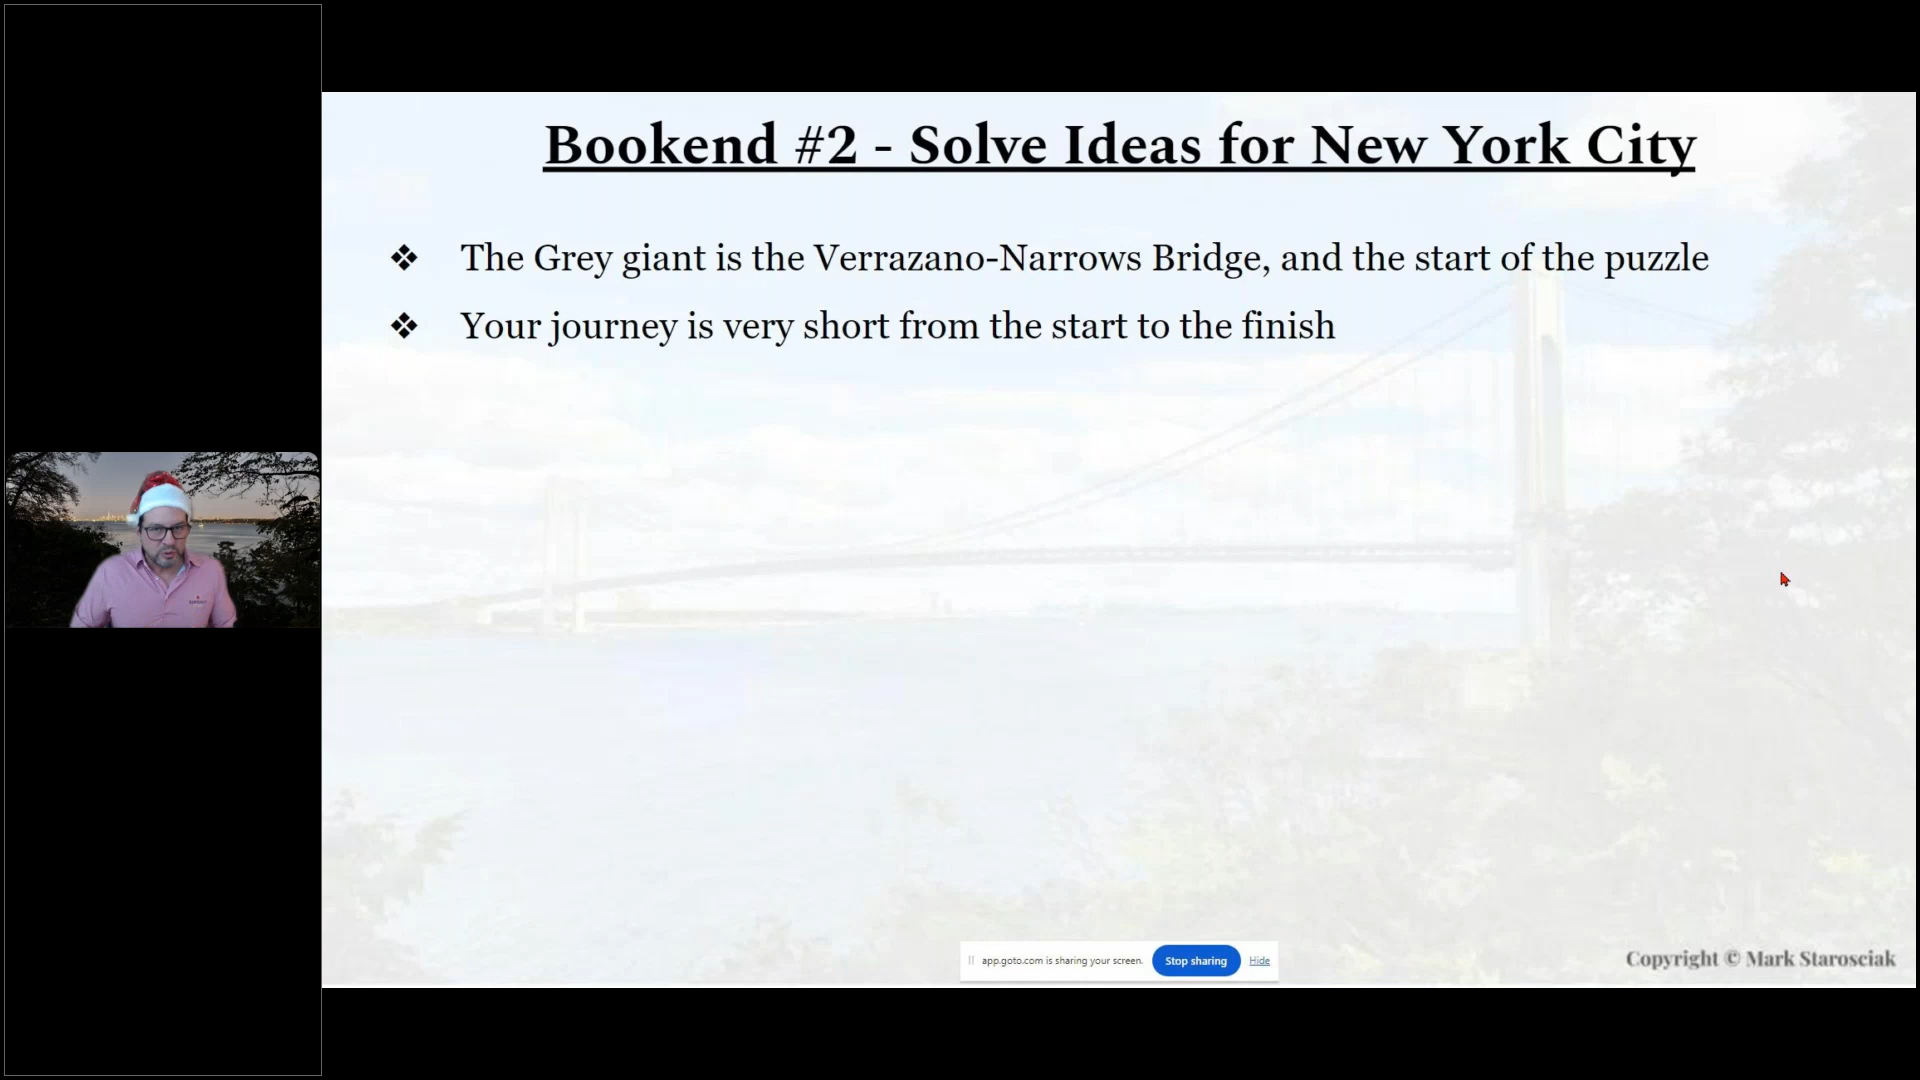 Bookend #2 - Solve Ideas for New York City
❖ The Grey giant is the Verrazano-Narrows Bridge, and the start of the puzzle
❖ Your journey is very short from the start to the finish
app.goto.com is sharing your screen. Stop sharing Hide
Copyright © Mark Starosciak